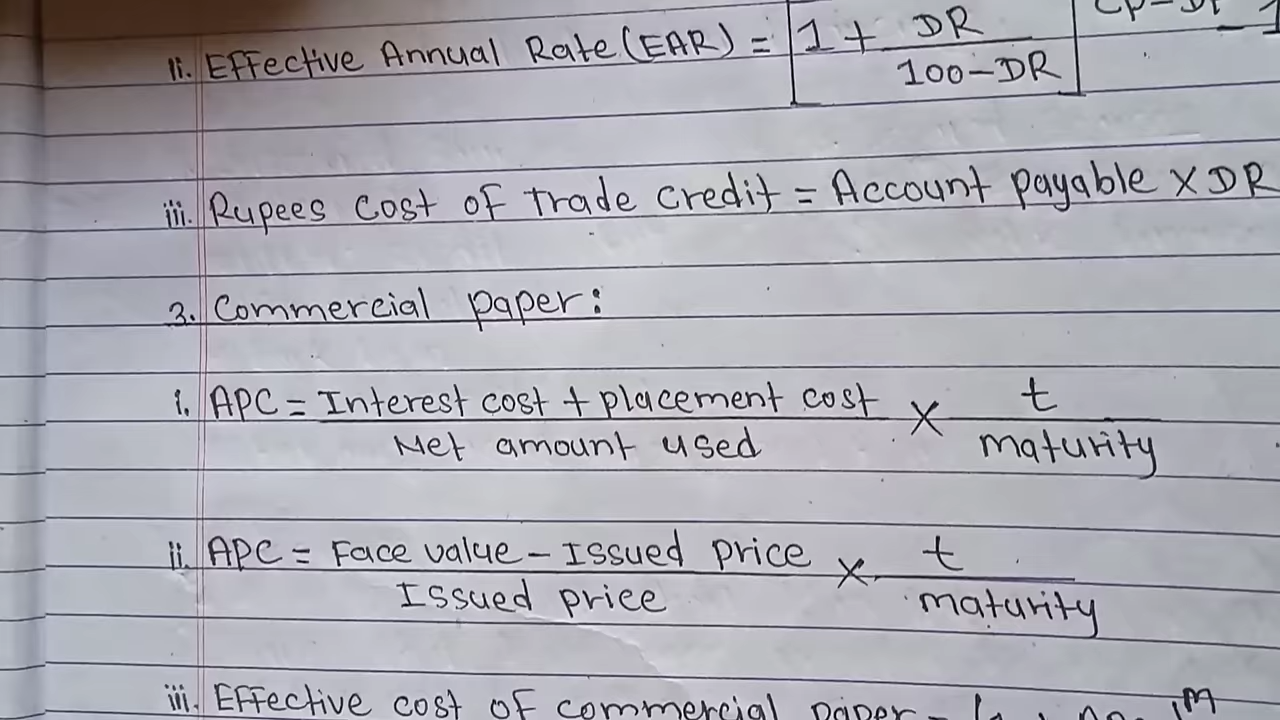 ii. Effective Annual Rate (EAR) = [1 + DR / 100 - DR]
iii. Rupees cost of Trade credit = Account payable X DR
3. Commercial paper:
i. APC = Interest cost + placement cost / Net amount used X t / maturity
ii. APC = Face value - Issued price / Issued price X t / maturity
iii. Effective cost of commercial paper =